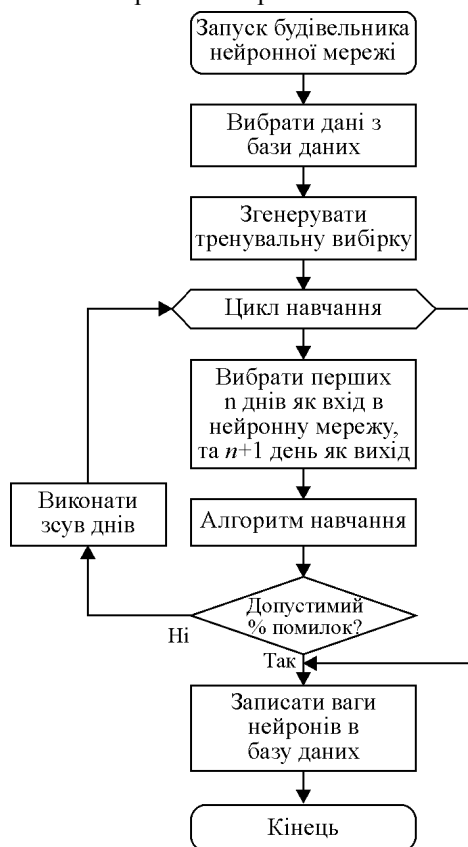 Запуск будівельника
нейронної мережі
Вибрати дані з
бази даних
Згенерувати
тренувальну вибірку
Цикл навчання
Вибрати перших
n днів як вхід в
нейронну мережу,
та n+1 день як вихід
Виконати
зсув днів
Алгоритм навчання
Допустимий
% помилок?
Ні
Так
Записати ваги
нейронів в
базу даних
Кінець